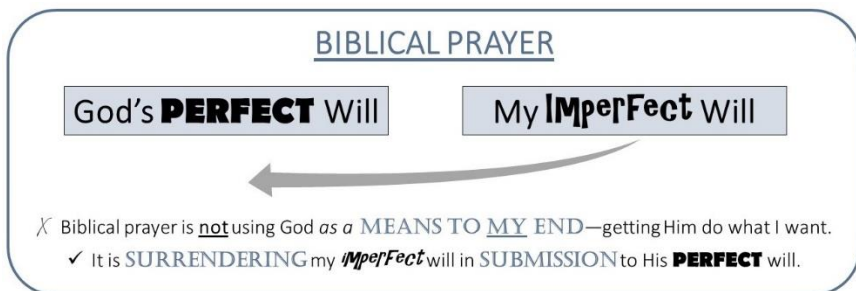 BIBLICAL PRAYER
God's PERFECT Will
My IMperFect Will
X Biblical prayer is not using God as a MEANS TO MY END—getting Him do what I want.
✓ It is SURRENDERING my iMperFect will in SUBMISSION to His PERFECT will.